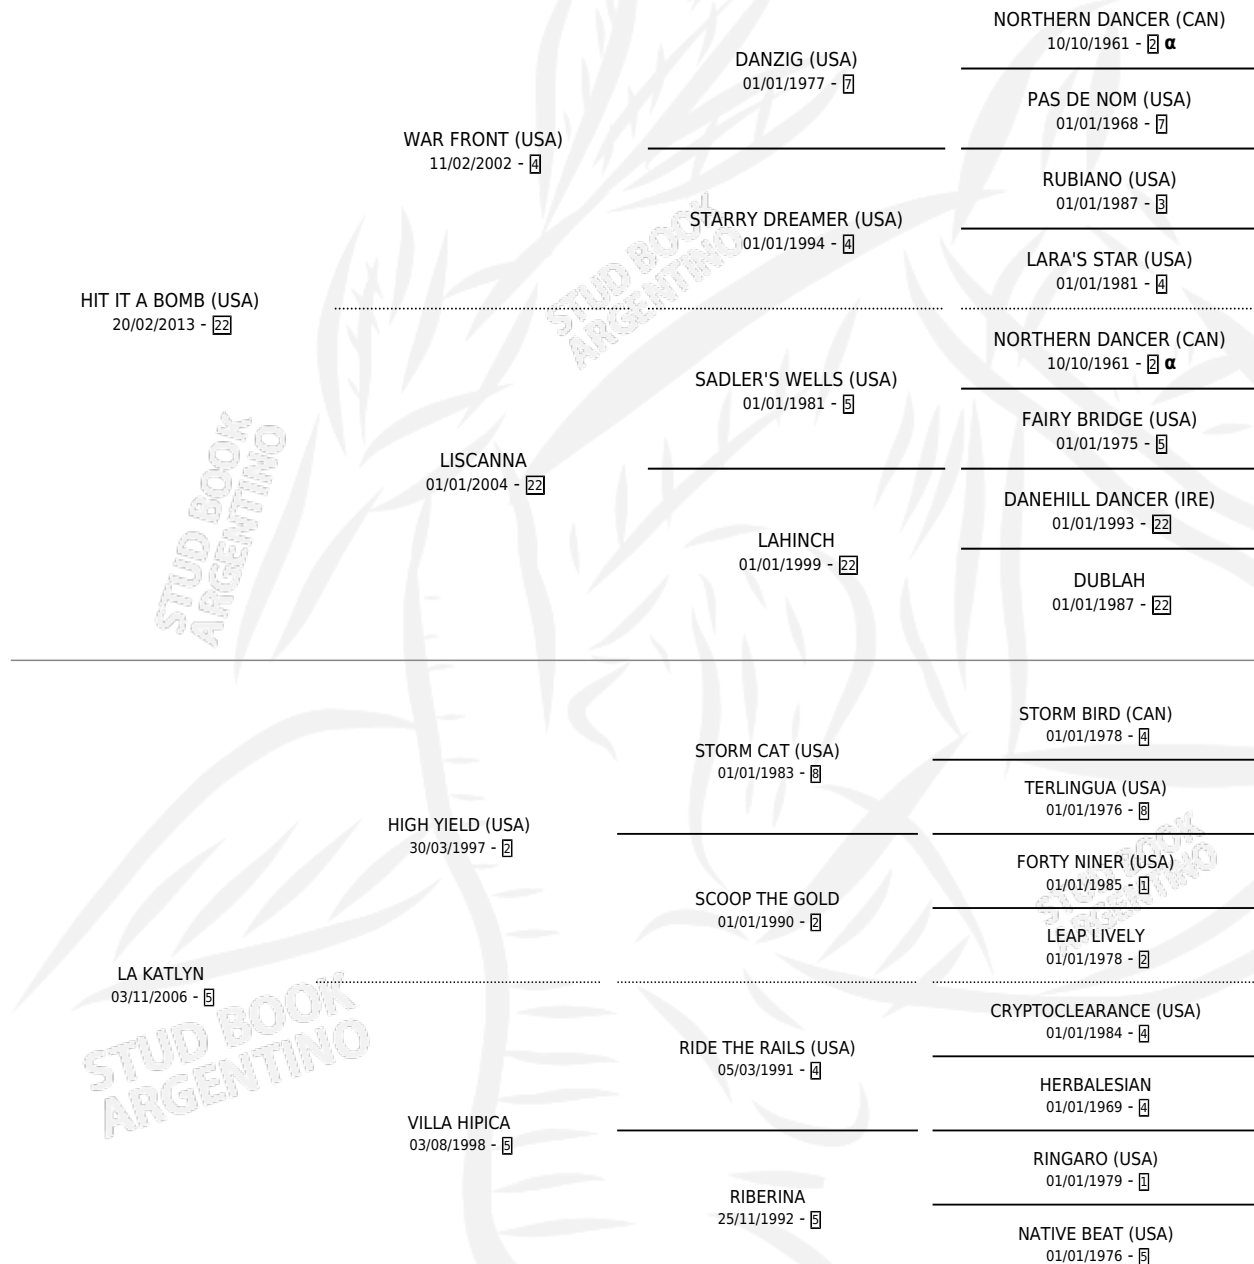 NORTHERN DANCER (CAN)
10/10/1961 - 2 α
DANZIG (USA)
01/01/1977 - 7
PAS DE NOM (USA)
01/01/1968 - 7
WAR FRONT (USA)
11/02/2002 - 4
RUBIANO (USA)
01/01/1987 - 3
STARRY DREAMER (USA)
01/01/1994 - 4
LARA'S STAR (USA)
01/01/1981 - 4
STUD BOOK
ARGENTINO
HIT IT A BOMB (USA)
20/02/2013 - 22
NORTHERN DANCER (CAN)
10/10/1961 - 2 α
SADLER'S WELLS (USA)
01/01/1981 - 5
FAIRY BRIDGE (USA)
01/01/1975 - 5
LISCANNA
01/01/2004 - 22
DANEHILL DANCER (IRE)
01/01/1993 - 22
LAHINCH
01/01/1999 - 22
DUBLAH
01/01/1987 - 22
STUD BOOK
ARGENTINO
STORM BIRD (CAN)
01/01/1978 - 4
STORM CAT (USA)
01/01/1983 - 8
TERLINGUA (USA)
01/01/1976 - 8
HIGH YIELD (USA)
30/03/1997 - 2
FORTY NINER (USA)
01/01/1985 - 1
SCOOP THE GOLD
01/01/1990 - 2
LEAP LIVELY
01/01/1978 - 2
STUD BOOK
ARGENTINO
LA KATLYN
03/11/2006 - 5
CRYPTOCLEARANCE (USA)
01/01/1984 - 4
RIDE THE RAILS (USA)
05/03/1991 - 4
HERBALESIAN
01/01/1969 - 4
STUD BOOK
ARGENTINO
VILLA HIPICA
03/08/1998 - 5
RINGARO (USA)
01/01/1979 - 1
RIBERINA
25/11/1992 - 5
NATIVE BEAT (USA)
01/01/1976 - 5